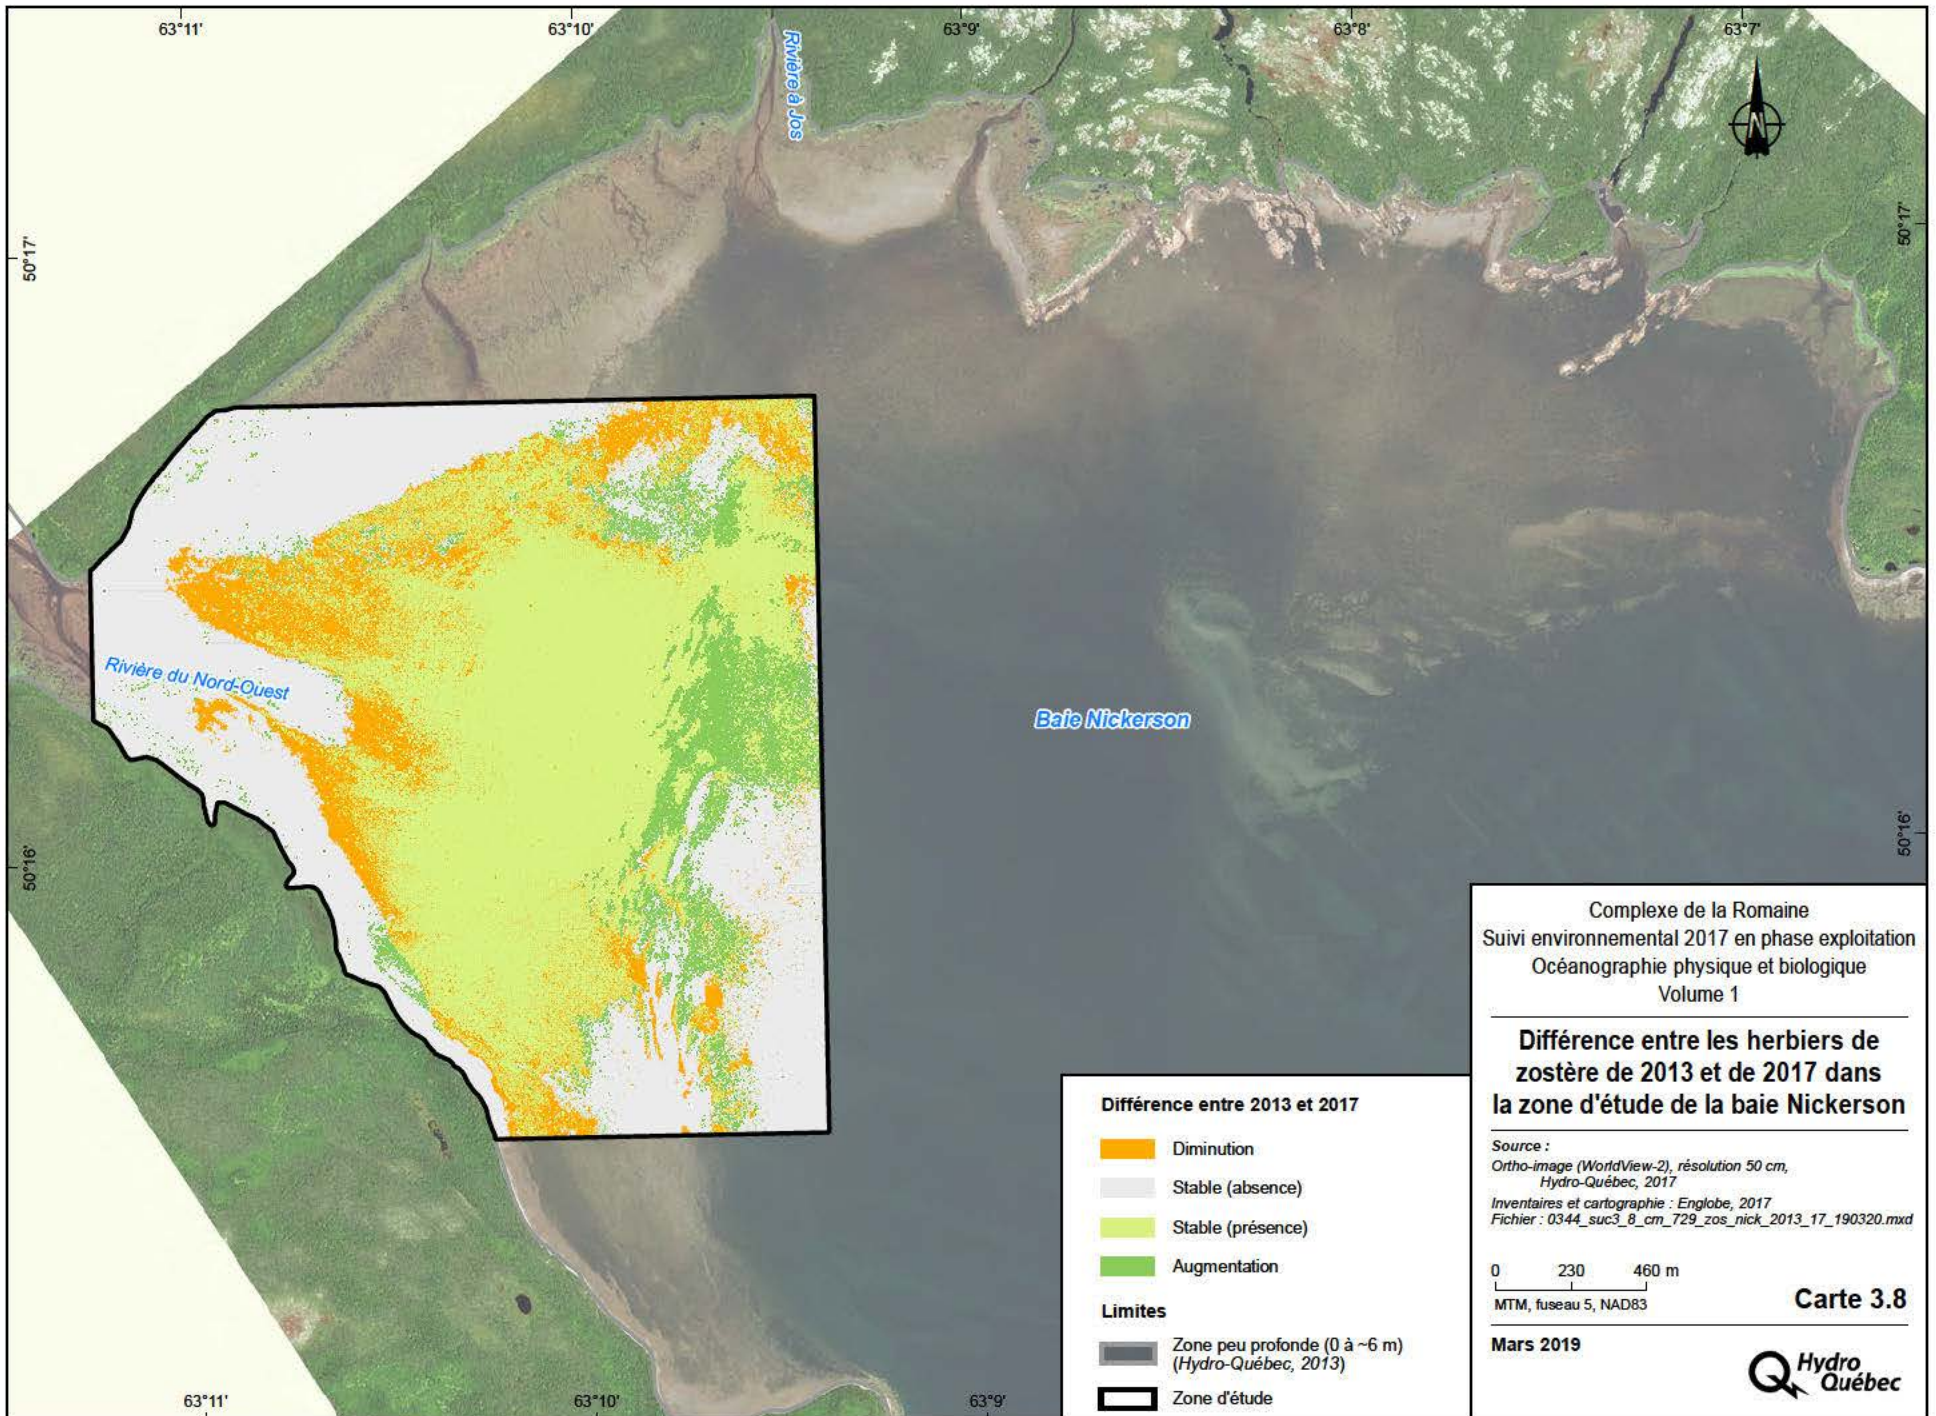 63°11'
63°10'
63°9'
63°8'
63°7'
Rivière à Jos
N
50°17'
50°17'
Rivière du Nord-Ouest
Baie Nickerson
50°16'
50°16'
63°11'
63°10'
63°9'
Différence entre 2013 et 2017
Diminution
Stable (absence)
Stable (présence)
Augmentation
Limites
Zone peu profonde (0 à ~6 m)
(Hydro-Québec, 2013)
Zone d'étude
Complexe de la Romaine
Suivi environnemental 2017 en phase exploitation
Océanographie physique et biologique
Volume 1
Différence entre les herbiers de
zostère de 2013 et de 2017 dans
la zone d'étude de la baie Nickerson
Source :
Ortho-image (WorldView-2), résolution 50 cm,
Hydro-Québec, 2017
Inventaires et cartographie : Englobe, 2017
Fichier : 0344_suc3_8_cm_729_zos_nick_2013_17_190320.mxd
0 230 460 m
MTM, fuseau 5, NAD83
Carte 3.8
Mars 2019
Hydro
Québec